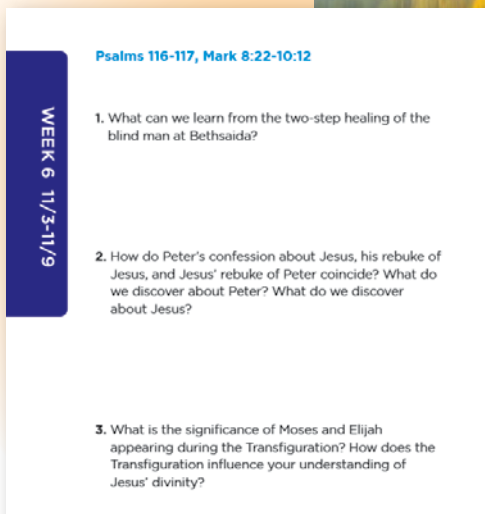 Psalms 116-117, Mark 8:22-10:12
WEEK 6 11/3-11/9
1. What can we learn from the two-step healing of the
blind man at Bethsaida?
2. How do Peter's confession about Jesus, his rebuke of
Jesus, and Jesus' rebuke of Peter coincide? What do
we discover about Peter? What do we discover
about Jesus?
3. What is the significance of Moses and Elijah
appearing during the Transfiguration? How does the
Transfiguration influence your understanding of
Jesus' divinity?